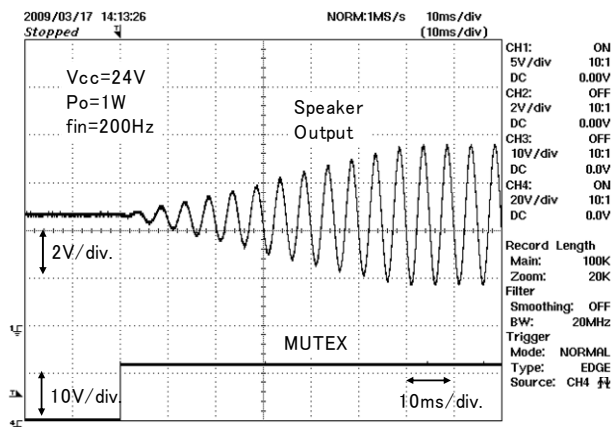 2009/03/17 14:13:26
Stopped
NORM:1MS/s 10ms/div
(10ms/div)
Vcc=24V
Po=1W
fin=200Hz
Speaker
Output
2V/div.
MUTEX
10V/div.
10ms/div.
CH1: ON
5V/div 10:1
DC 0.00V
CH2: OFF
2V/div 10:1
DC 0.00V
CH3: OFF
10V/div 10:1
DC 0.0V
CH4: ON
20V/div 10:1
DC 0.0V
Record Length
Main: 100K
Zoom: 20K
Filter
Smoothing: OFF
BW: 20MHz
Trigger
Mode: NORMAL
Type: EDGE
Source: CH4